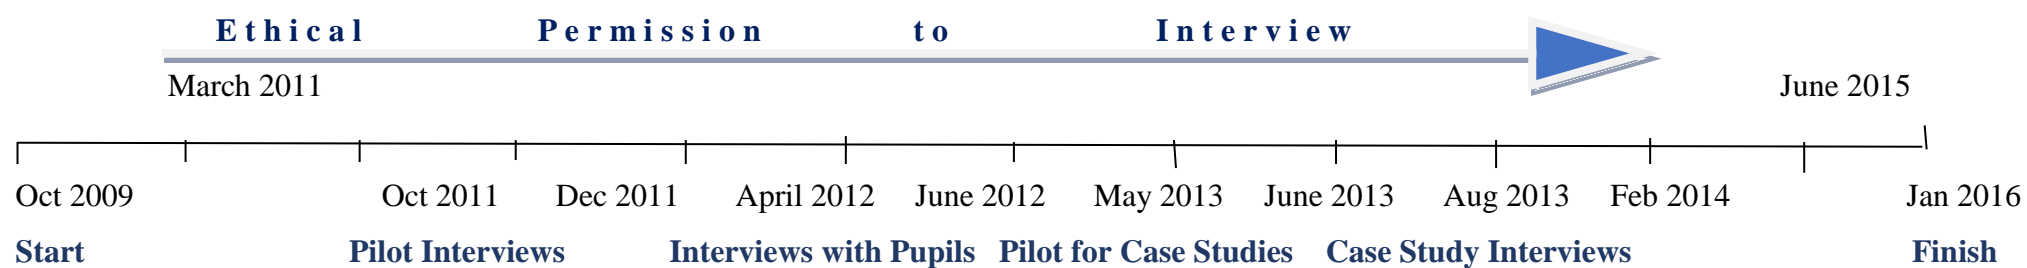 Ethical Permission to Interview
March 2011 June 2015
Oct 2009 Oct 2011 Dec 2011 April 2012 June 2012 May 2013 June 2013 Aug 2013 Feb 2014 Jan 2016
Start Pilot Interviews Interviews with Pupils Pilot for Case Studies Case Study Interviews Finish